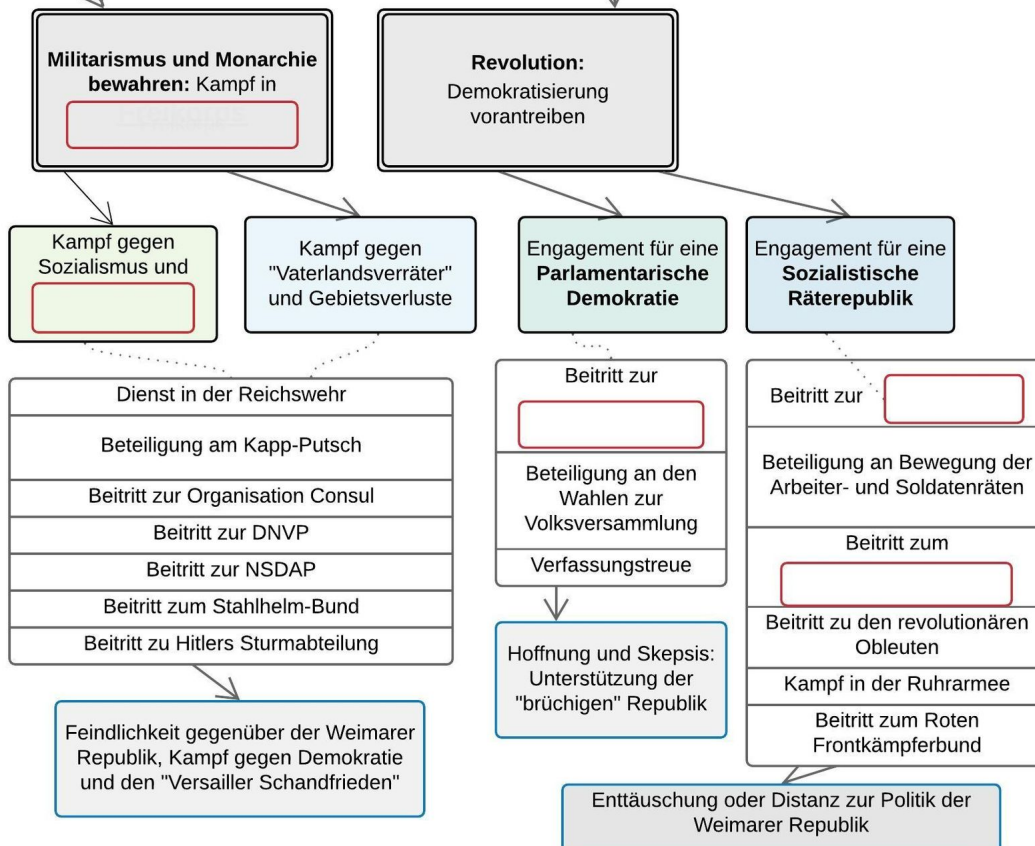 Militarismus und Monarchie
bewahren: Kampf in
Revolution:
Demokratisierung
vorantreiben
Kampf gegen
Sozialismus und
Kampf gegen
"Vaterlandsverräter"
und Gebietsverluste
Engagement für eine
Parlamentarische
Demokratie
Engagement für eine
Sozialistische
Räterepublik
Dienst in der Reichswehr
Beteiligung am Kapp-Putsch
Beitritt zur Organisation Consul
Beitritt zur DNVP
Beitritt zur NSDAP
Beitritt zum Stahlhelm-Bund
Beitritt zu Hitlers Sturmabteilung
Feindlichkeit gegenüber der Weimarer
Republik, Kampf gegen Demokratie
und den "Versailler Schandfrieden"
Beitritt zur
Beteiligung an den
Wahlen zur
Volksversammlung
Verfassungstreue
Hoffnung und Skepsis:
Unterstützung der
"brüchigen" Republik
Beitritt zur
Beteiligung an Bewegung der
Arbeiter- und Soldatenräten
Beitritt zum
Beitritt zu den revolutionären
Obleuten
Kampf in der Ruhrarmee
Beitritt zum Roten
Frontkämpferbund
Enttäuschung oder Distanz zur Politik der
Weimarer Republik